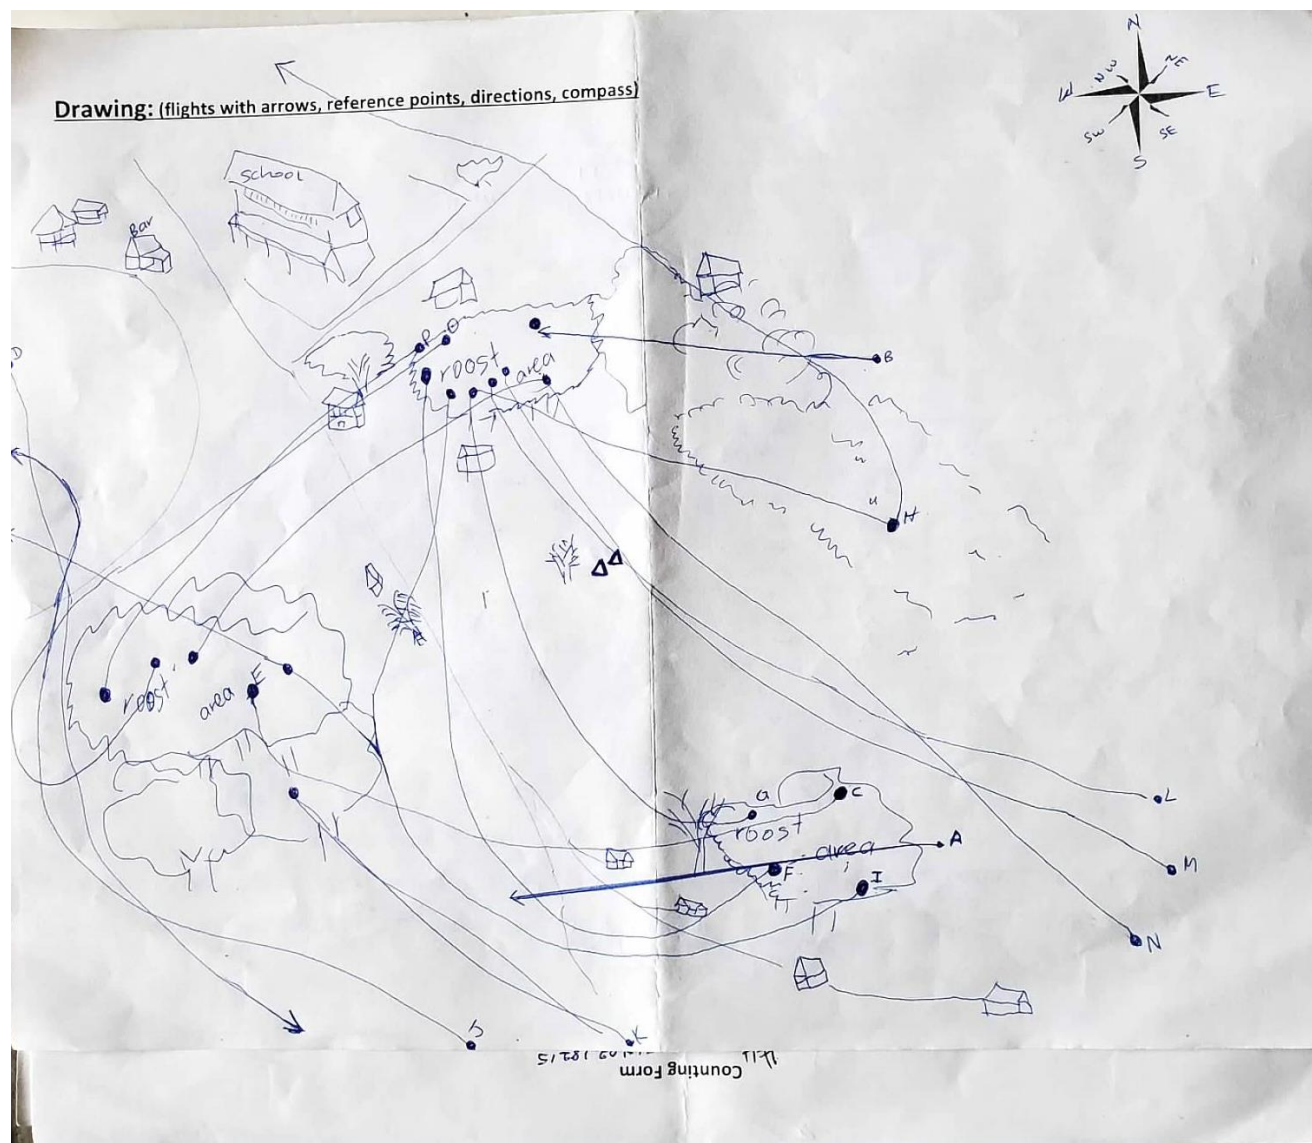 N
NW
NE
W
E
SW
SE
S
Drawing: (flights with arrows, reference points, directions, compass)
school
Bar
P
O
roost
area
B
D
H
roost
area
E
G
C
roost
area
A
F
I
L
M
N
J
K
Counting Form